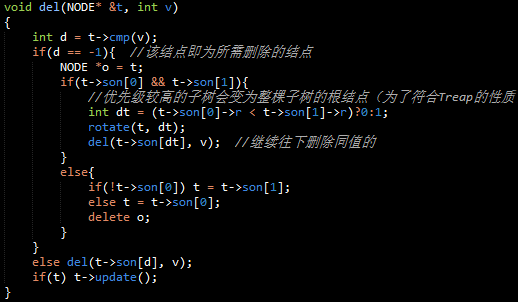 void del(NODE* &t, int v)
{
    int d = t->cmp(v);
    if(d == -1){  //该结点即为所需删除的结点
        NODE *o = t;
        if(t->son[0] && t->son[1]){
            //优先级较高的子树会变为整棵子树的根结点（为了符合Treap的性质
            int dt = (t->son[0]->r < t->son[1]->r)?0:1;
            rotate(t, dt);
            del(t->son[dt], v);  //继续往下删除同值的
        }
        else{
            if(!t->son[0]) t = t->son[1];
            else t = t->son[0];
            delete o;
        }
    }
    else del(t->son[d], v);
    if(t) t->update();
}